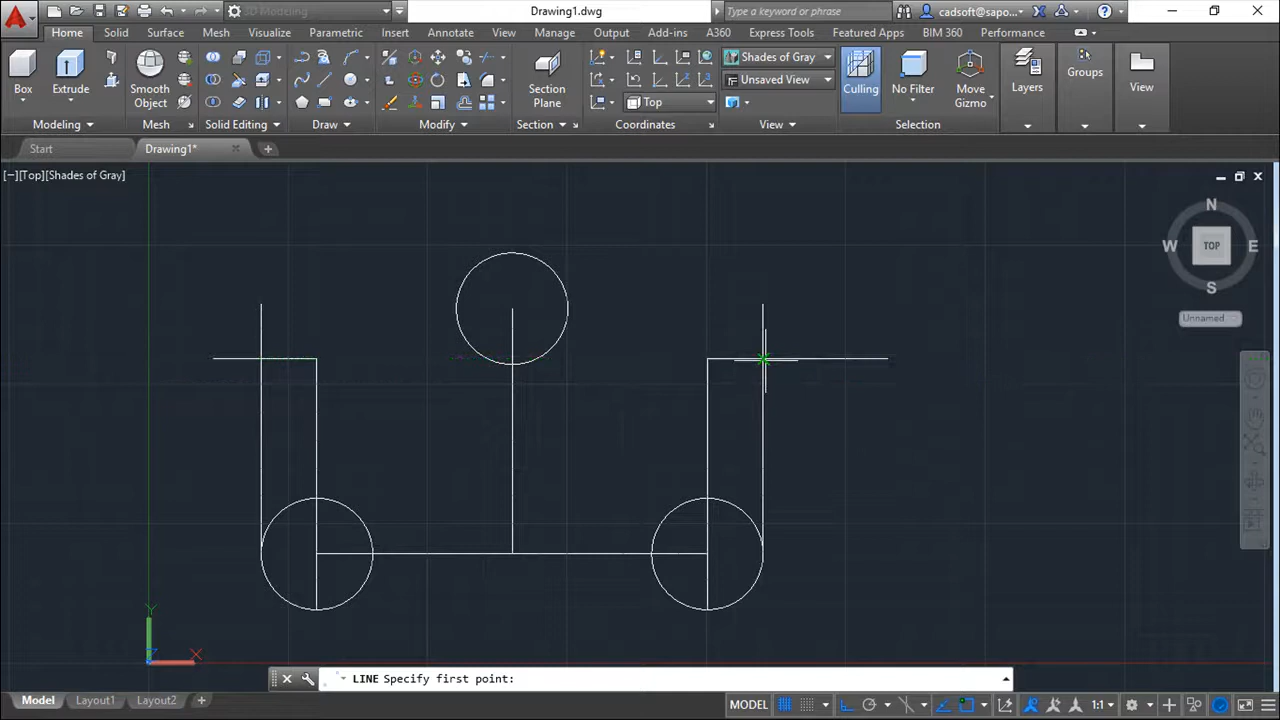 3D Modeling
Drawing1.dwg
Type a keyword or phrase
cadsoft@sapo...
Home Solid Surface Mesh Visualize Parametric Insert Annotate View Manage Output Add-ins A360 Express Tools Featured Apps BIM 360 Performance
Box
Extrude
Smooth
Object
Section
Plane
Top
Shades of Gray
Unsaved View
Culling
No Filter
Move
Gizmo
Layers
Groups
View
Modeling Mesh Solid Editing Draw Modify Section Coordinates View Selection
Start Drawing1* +
[−][Top][Shades of Gray]
N
W TOP E
S
Unnamed
Y
X
Z
LINE Specify first point:
Model Layout1 Layout2 +
MODEL 1:1